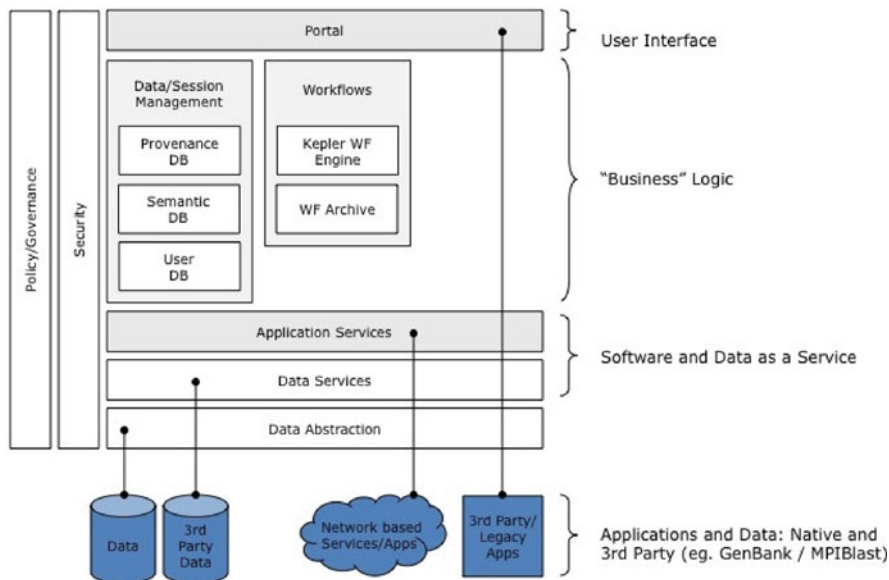 Portal
User Interface
Policy/Governance
Security
Data/Session
Management
Provenance
DB
Semantic
DB
User
DB
Workflows
Kepler WF
Engine
WF Archive
“Business” Logic
Application Services
Data Services
Software and Data as a Service
Data Abstraction
Data
3rd
Party
Data
Network based
Services/Apps
3rd Party/
Legacy
Apps
Applications and Data: Native and
3rd Party (eg. GenBank / MPIBlast)